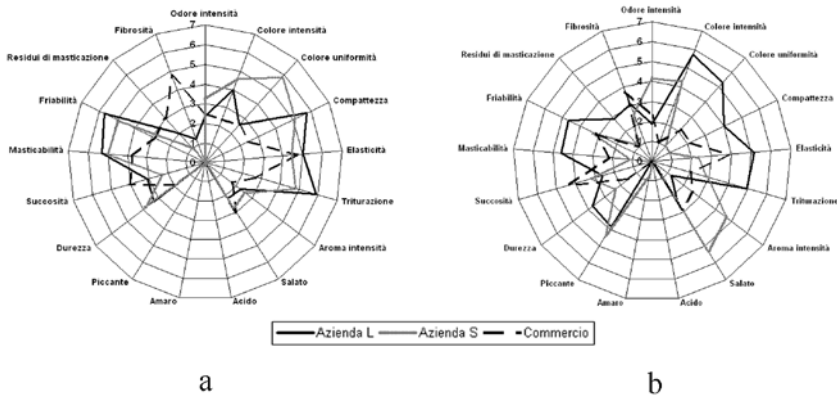 Odore intensità
Colore intensità
Colore uniformità
Compattezza
Elasticità
Triturazione
Aroma intensità
Salato
Acido
Amaro
Piccante
Durezza
Succosità
Masticabilità
Friabilità
Residui di masticazione
Fibrosità
7
6
5
4
3
2
1
0
Odore intensità
Colore intensità
Colore uniformità
Compattezza
Elasticità
Triturazione
Aroma intensità
Salato
Acido
Amaro
Piccante
Durezza
Succosità
Masticabilità
Friabilità
Residui di masticazione
Fibrosità
7
6
5
4
3
2
1
0
Azienda L Azienda S Commercio
a b